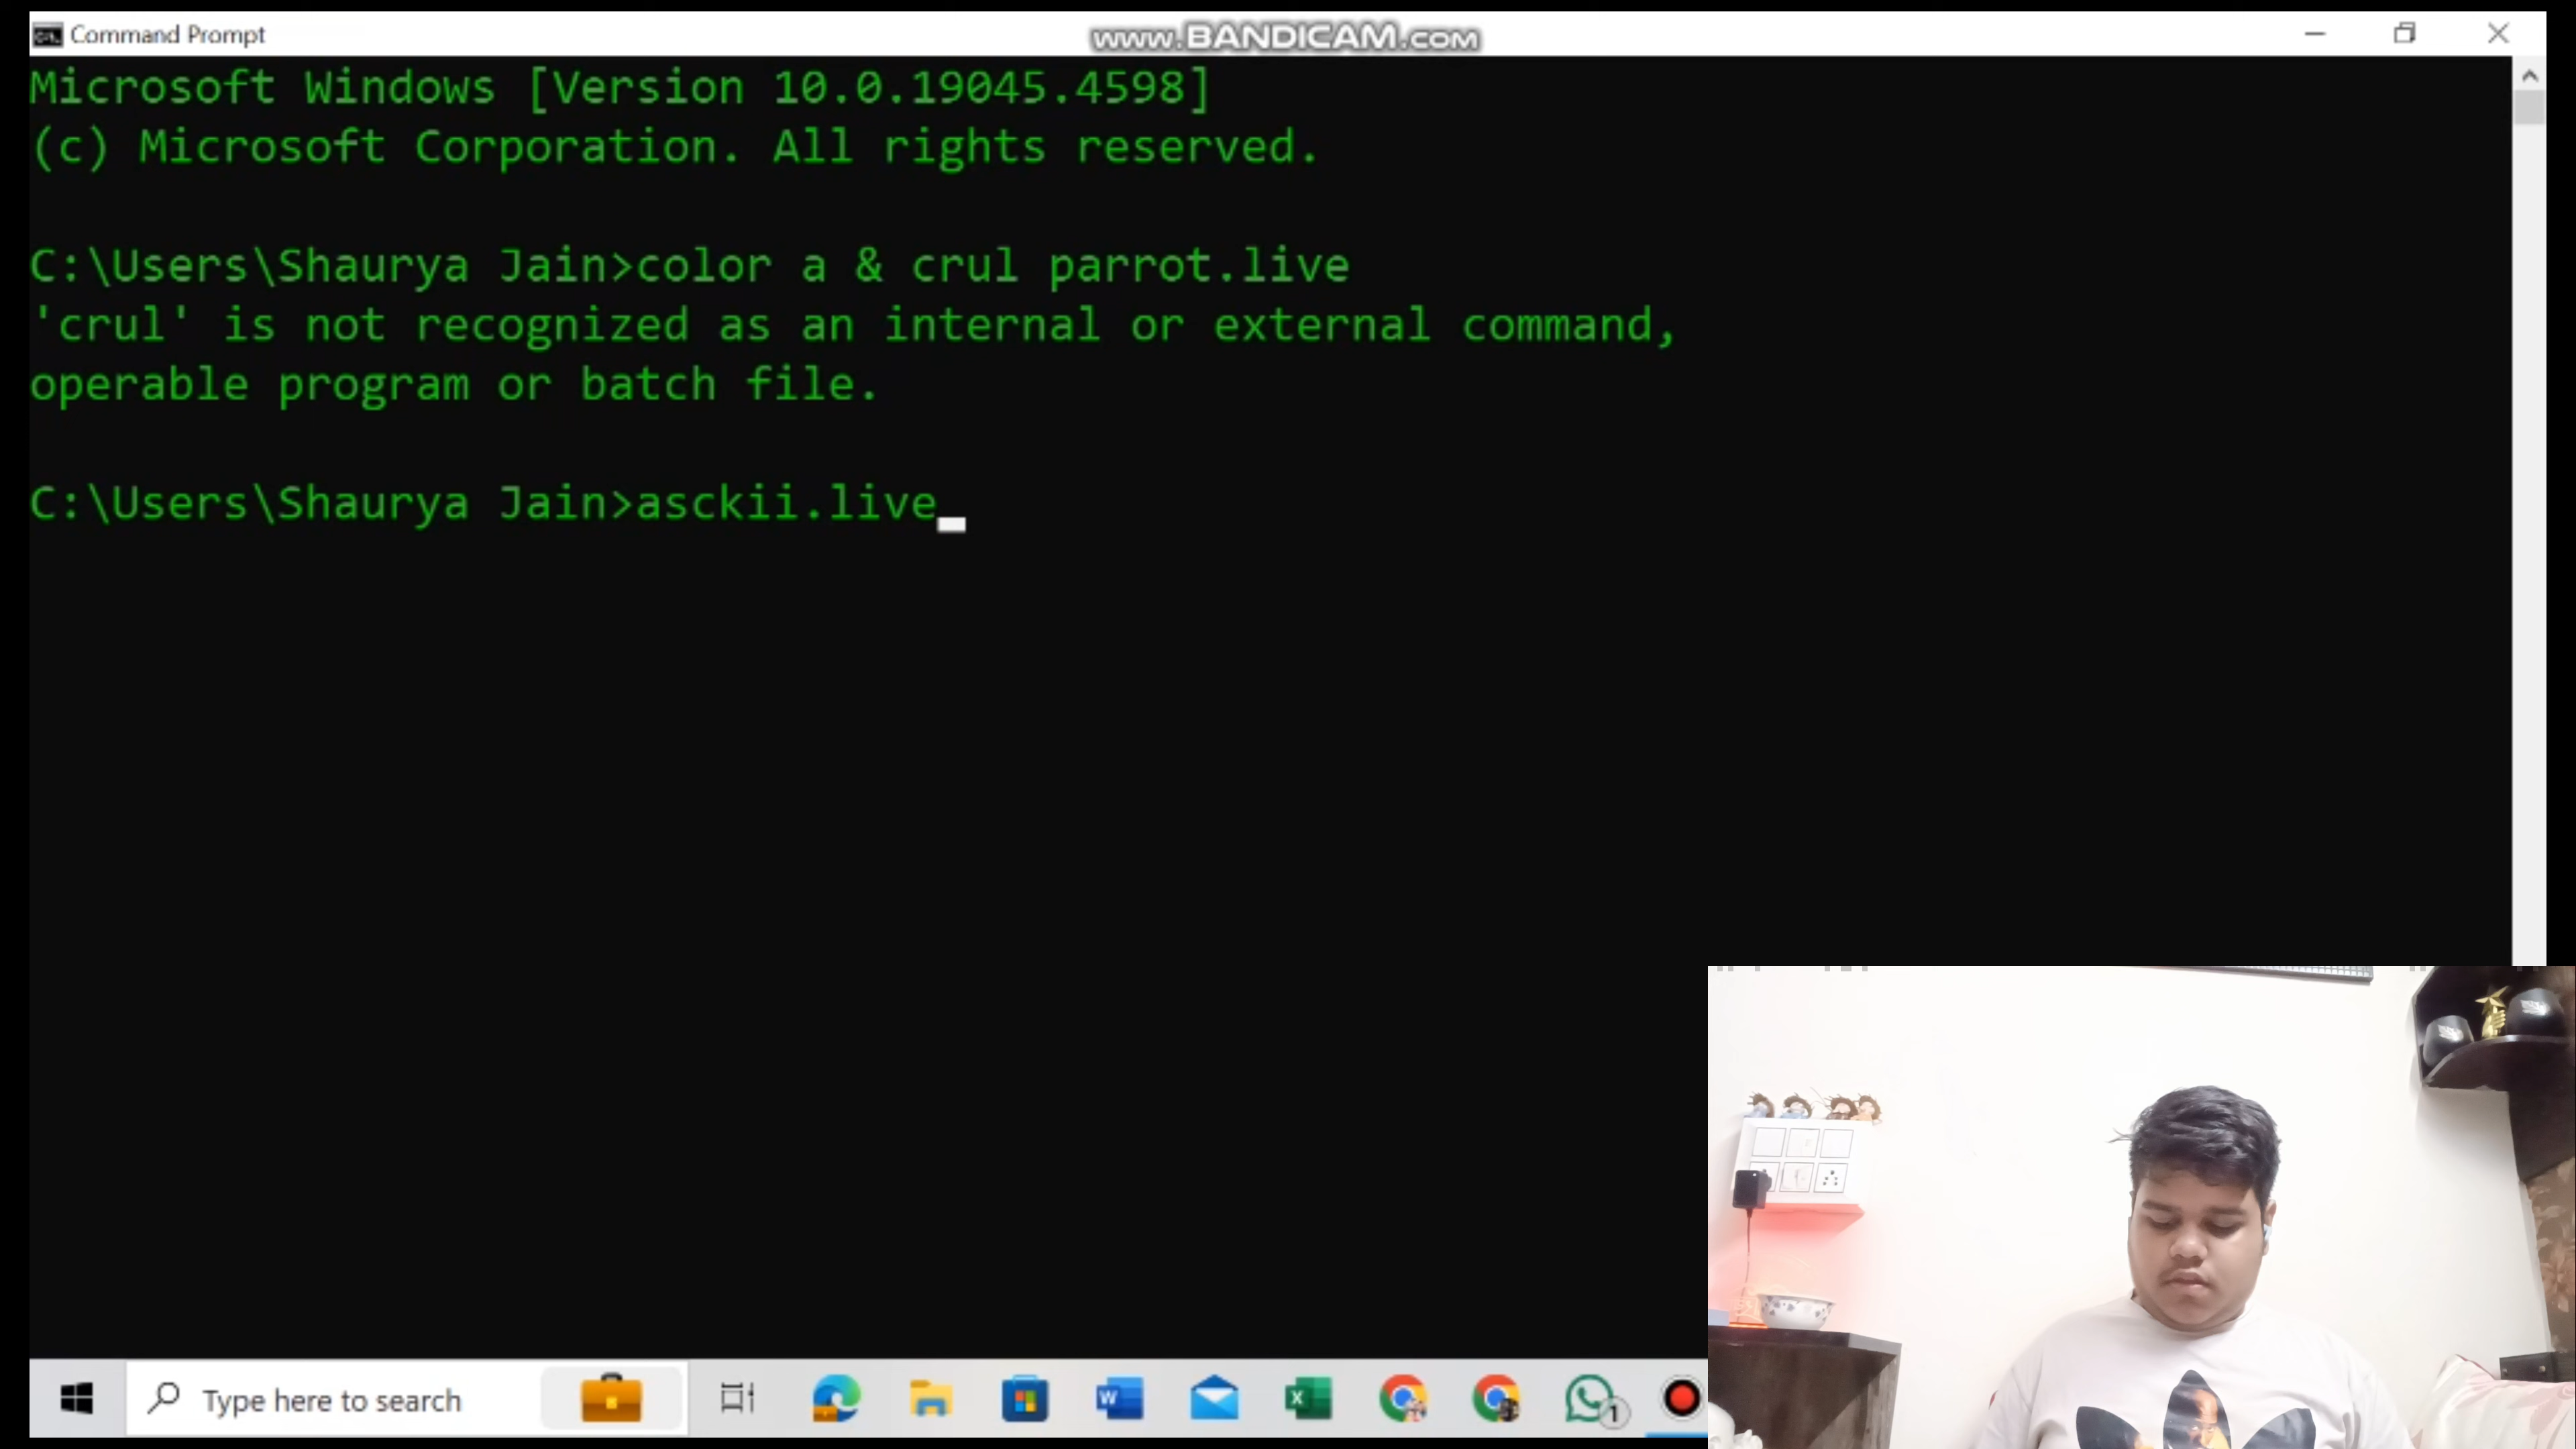 Command Prompt
www.BANDICAM.com
Microsoft Windows [Version 10.0.19045.4598]
(c) Microsoft Corporation. All rights reserved.
C:\Users\Shaurya Jain>color a & crul parrot.live
'crul' is not recognized as an internal or external command,
operable program or batch file.
C:\Users\Shaurya Jain>asckii.live
Type here to search
1